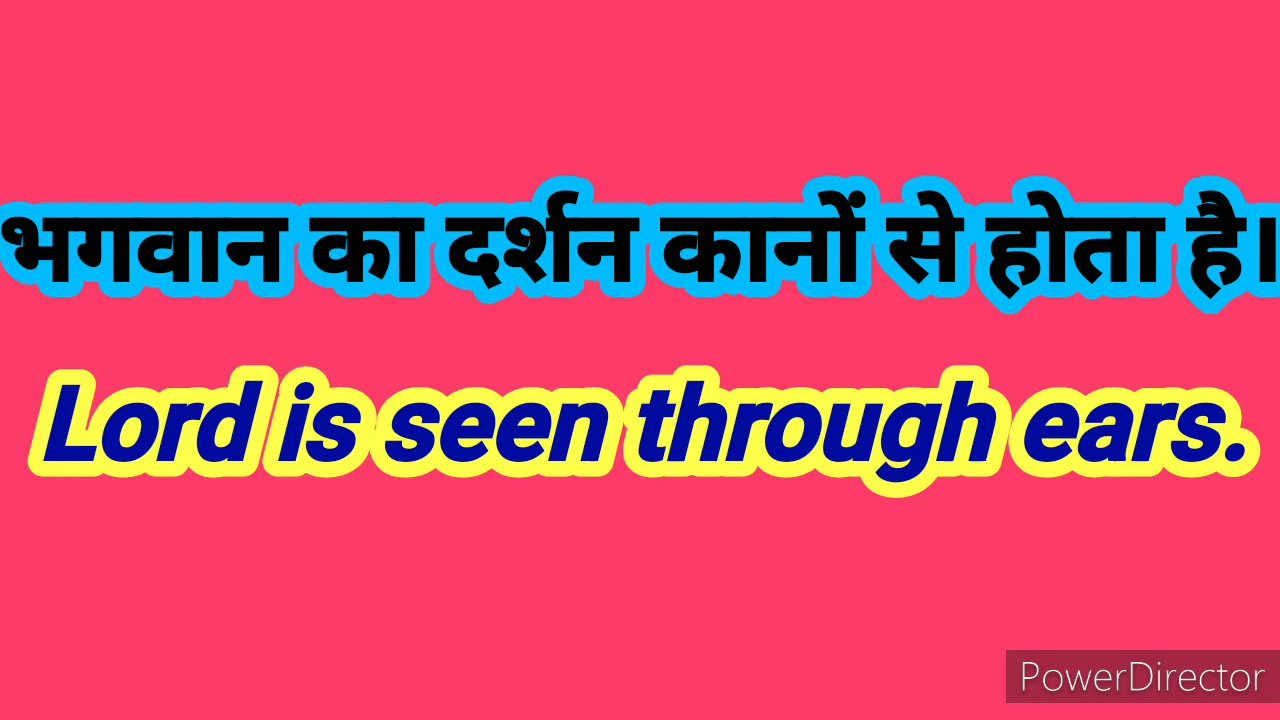 भगवान का दर्शन कानों से होता है।
Lord is seen through ears.
PowerDirector